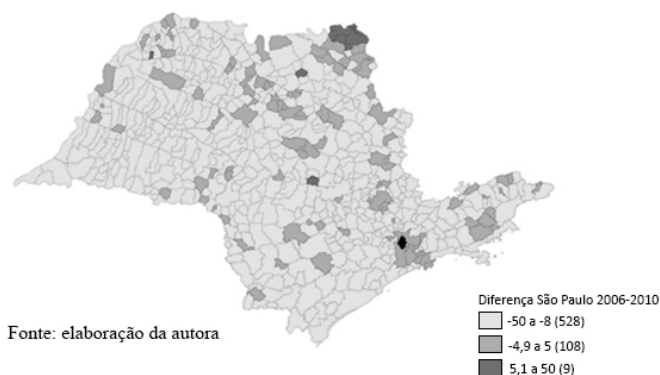 Diferença São Paulo 2006-2010
-50 a -8 (528)
-4,9 a 5 (108)
5,1 a 50 (9)
Fonte: elaboração da autora